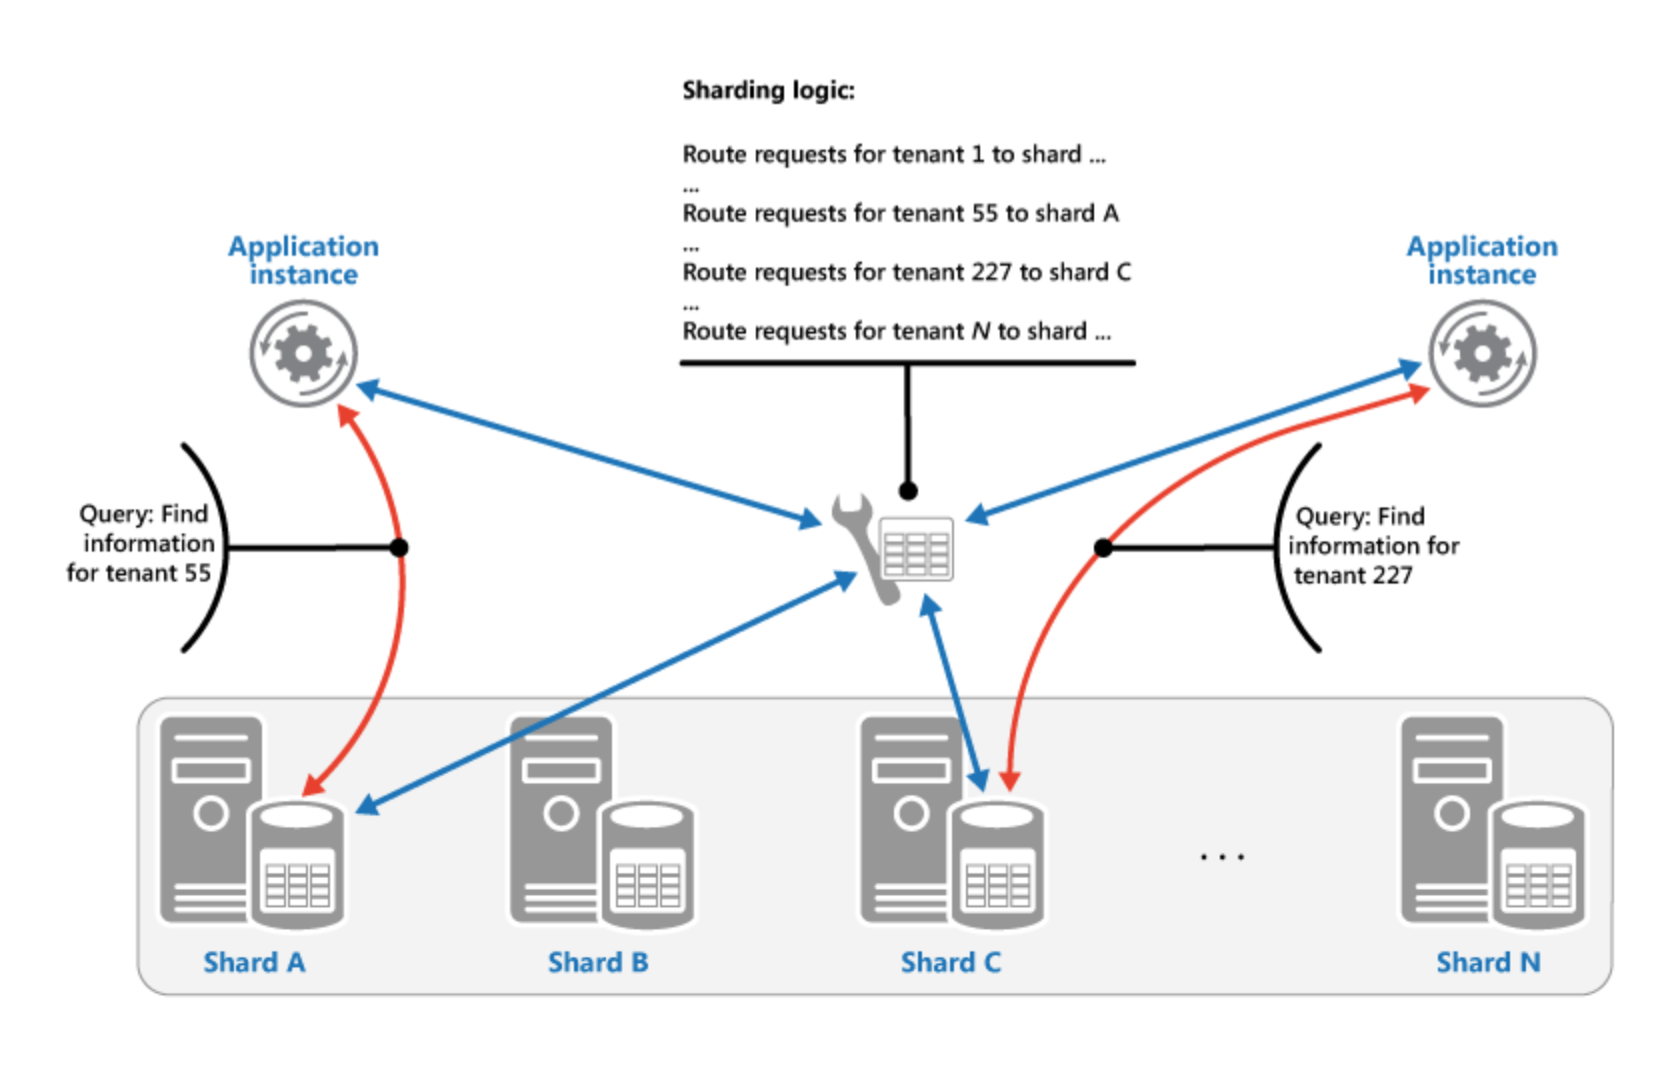 Sharding logic:
Route requests for tenant 1 to shard ...
...
Route requests for tenant 55 to shard A
...
Route requests for tenant 227 to shard C
...
Route requests for tenant N to shard ...
Application
instance
Application
instance
Query: Find
information
for tenant 55
Query: Find
information for
tenant 227
. . .
Shard A
Shard B
Shard C
Shard N